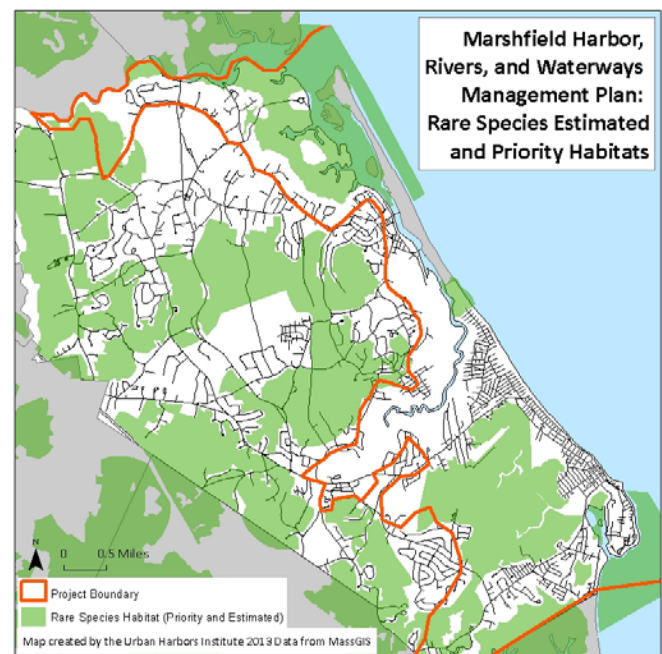 Marshfield Harbor,
Rivers, and Waterways
Management Plan:
Rare Species Estimated
and Priority Habitats
N
0 0.5 Miles
Project Boundary
Rare Species Habitat (Priority and Estimated)
Map created by the Urban Harbors Institute 2013 Data from MassGIS